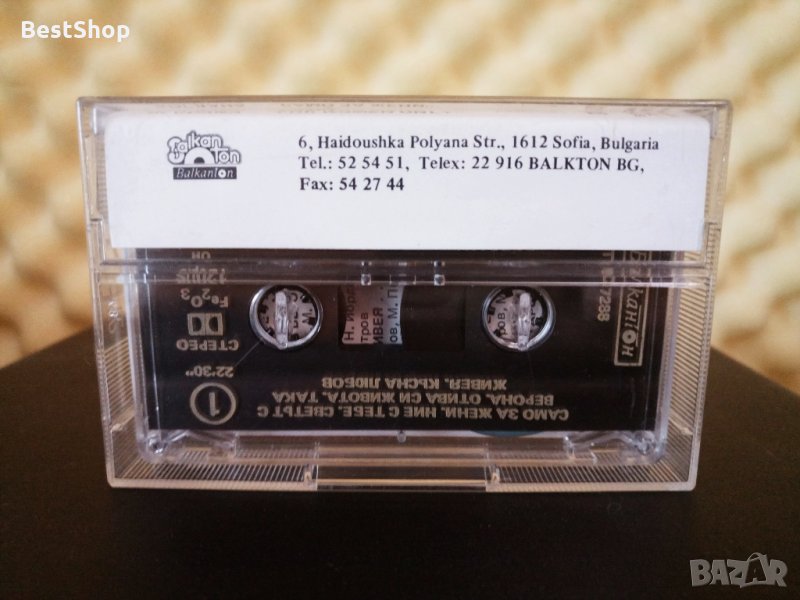 BestShop
Balkan
ton
Balkanton
6, Haidoushka Polyana Str., 1612 Sofia, Bulgaria
Tel.: 52 54 51, Telex: 22 916 BALKTON BG,
Fax: 54 27 44
1
22'30"
СТЕРЕО
Fe2O3
САМО ЗА ЖЕНИ, НИЕ С ТЕБЕ, СВЕТЪТ С
ВЕРОНА, ОТИВА СИ ЖИВОТА, ТАКА
ЖИВЕЯ, КЪСНА ЛЮБОВ
Балкантон
BAZAR